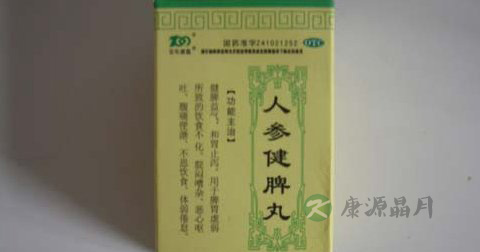 国药准字Z41021252
OTC
人参健脾丸
【功能主治】
健脾益气，和胃止泻。用于脾胃虚弱
所致的饮食不化、脘闷嘈杂、恶心呕
吐、腹痛便溏、不思饮食、体弱倦怠。
康源晶月